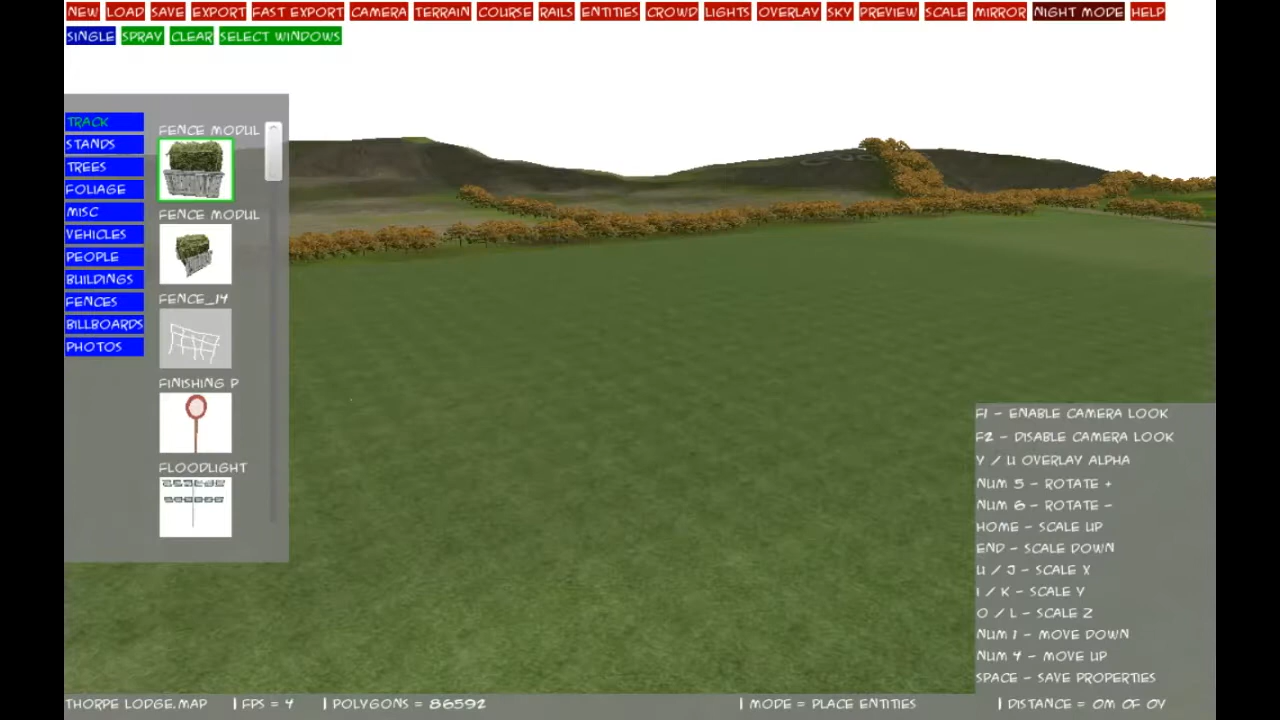 NEW LOAD SAVE EXPORT FAST EXPORT CAMERA TERRAIN COURSE RAILS ENTITIES CROWD LIGHTS OVERLAY SKY PREVIEW SCALE MIRROR NIGHT MODE HELP
SINGLE SPRAY CLEAR SELECT WINDOWS
TRACK
STANDS
TREES
FOLIAGE
MISC
VEHICLES
PEOPLE
BUILDINGS
FENCES
BILLBOARDS
PHOTOS
FENCE MODUL
FENCE MODUL
FENCE_14
FINISHING P
FLOODLIGHT
F1 - ENABLE CAMERA LOOK
F2 - DISABLE CAMERA LOOK
Y / U OVERLAY ALPHA
NUM 5 - ROTATE +
NUM 6 - ROTATE -
HOME - SCALE UP
END - SCALE DOWN
U / J - SCALE X
I / K - SCALE Y
O / L - SCALE Z
NUM 1 - MOVE DOWN
NUM 4 - MOVE UP
SPACE - SAVE PROPERTIES
THORPE LODGE.MAP | FPS = 4 | POLYGONS = 86592 | MODE = PLACE ENTITIES | DISTANCE = 0M OF 0Y